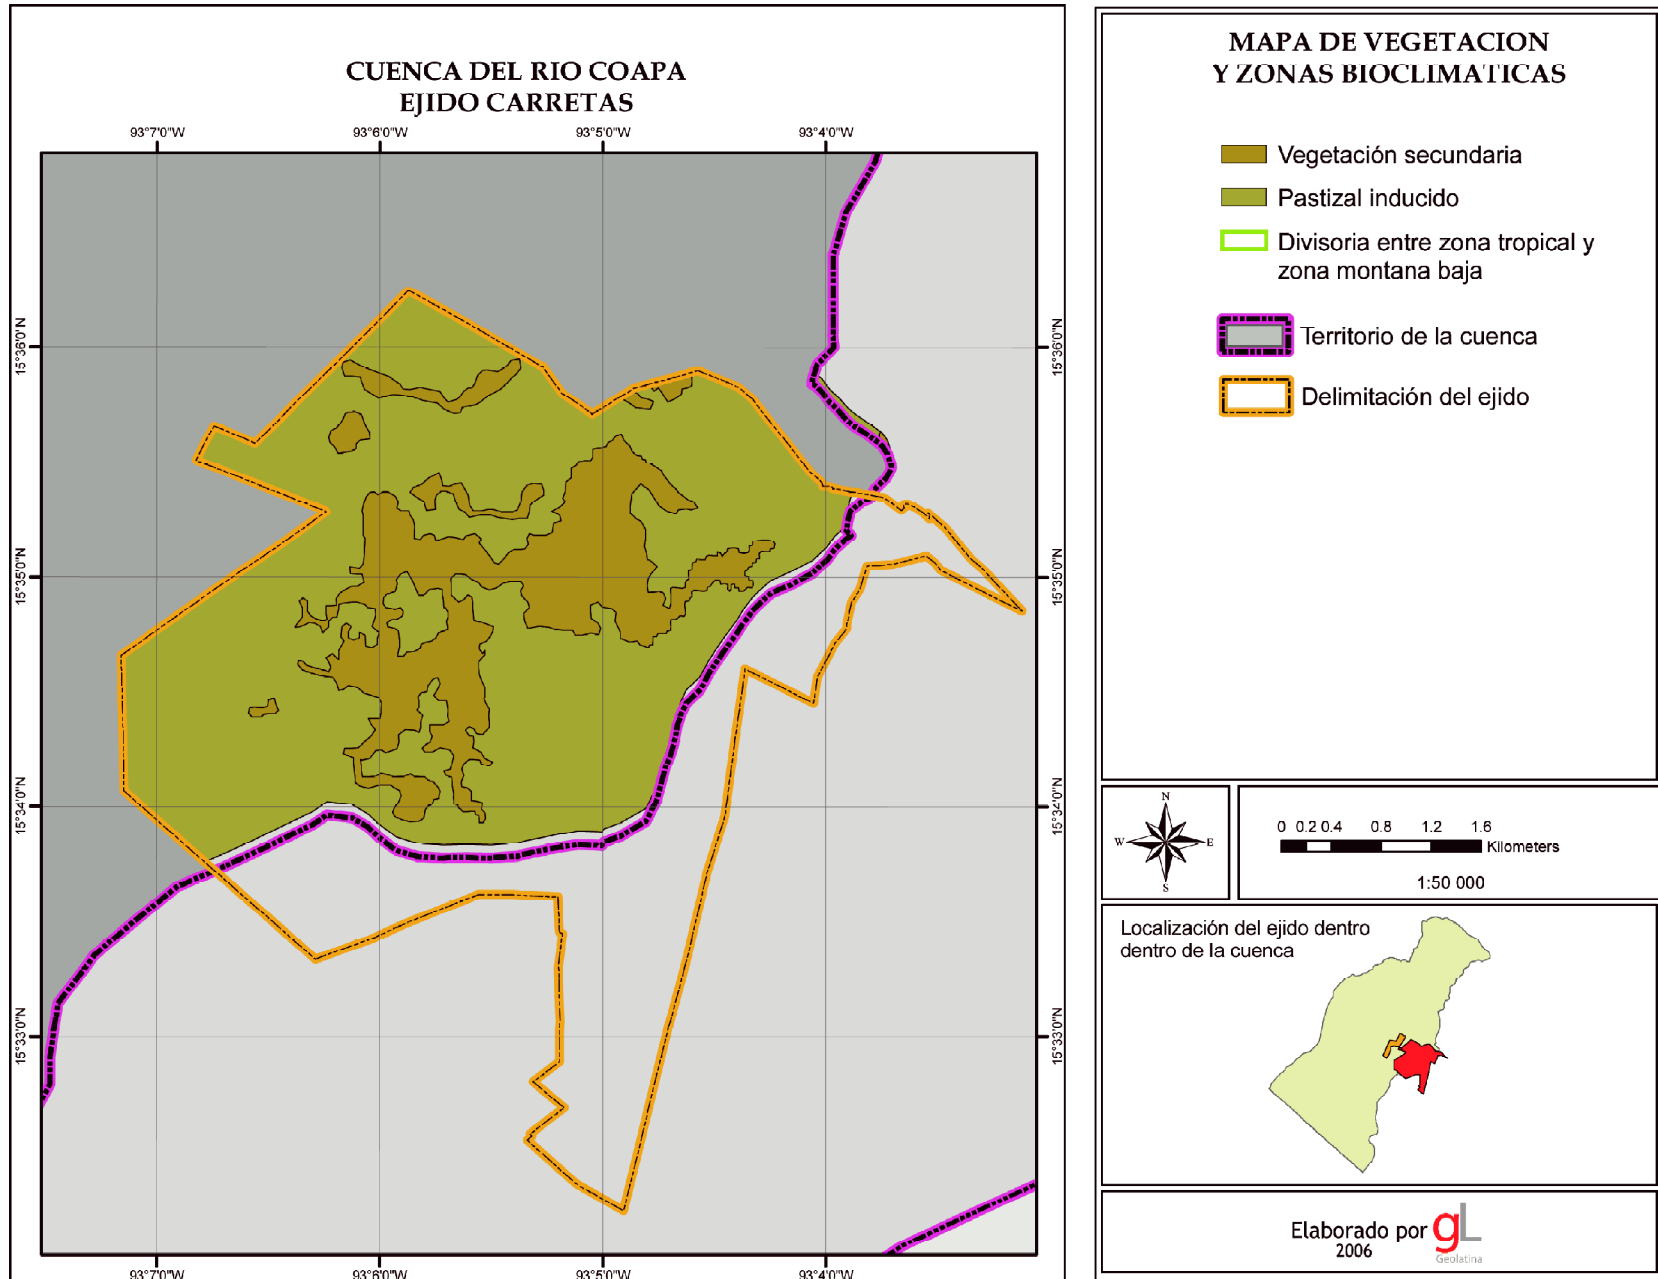 CUENCA DEL RIO COAPA
EJIDO CARRETAS
93°7'0"W 93°6'0"W 93°5'0"W 93°4'0"W
15°36'0"N 15°36'0"N
15°35'0"N 15°35'0"N
15°34'0"N 15°34'0"N
15°33'0"N 15°33'0"N
93°7'0"W 93°6'0"W 93°5'0"W 93°4'0"W
MAPA DE VEGETACION
Y ZONAS BIOCLIMATICAS
Vegetación secundaria
Pastizal inducido
Divisoria entre zona tropical y
zona montana baja
Territorio de la cuenca
Delimitación del ejido
N
W E
S
0 0.2 0.4 0.8 1.2 1.6
Kilometers
1:50 000
Localización del ejido dentro
dentro de la cuenca
Elaborado por gL
2006
Geolatina